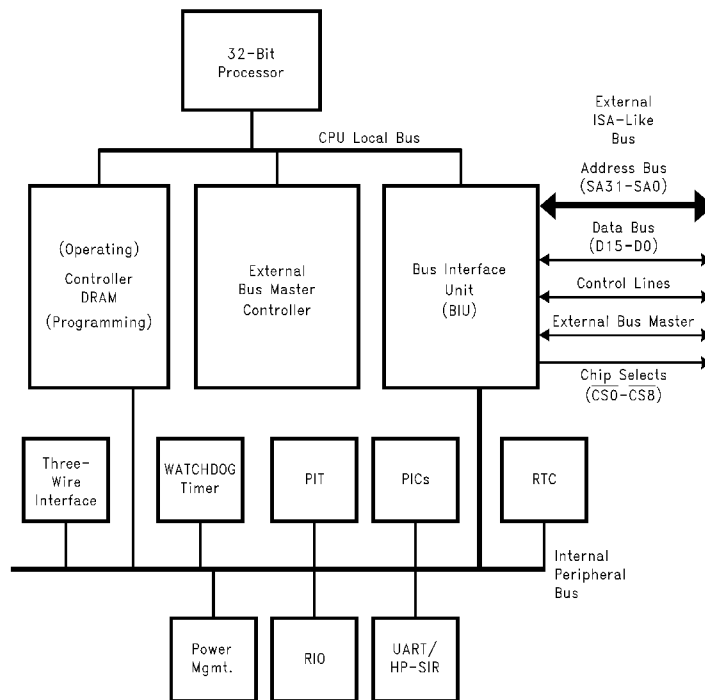 32-Bit
Processor
CPU Local Bus
External
ISA-Like
Bus
Address Bus
(SA31-SA0)
(Operating)
Controller
DRAM
(Programming)
External
Bus Master
Controller
Bus Interface
Unit
(BIU)
Data Bus
(D15-D0)
Control Lines
External Bus Master
Chip Selects
(CS0-CS8)
Three-
Wire
Interface
WATCHDOG
Timer
PIT
PICs
RTC
Internal
Peripheral
Bus
Power
Mgmt.
RIO
UART/
HP-SIR